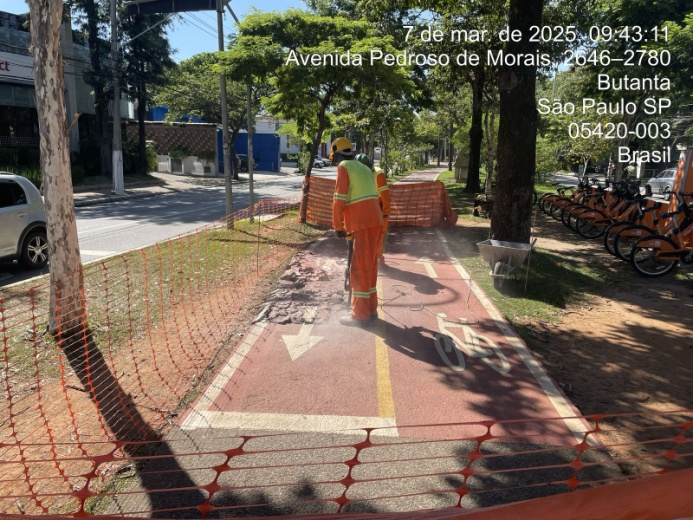 7 de mar. de 2025 09:43:11
Avenida Pedroso de Morais, 2646–2780
Butanta
São Paulo SP
05420-003
Brasil